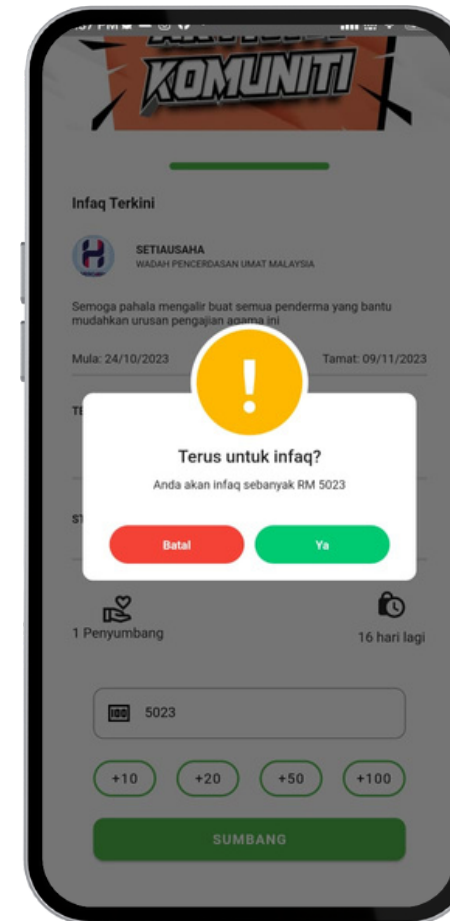 KOMUNITI
Infaq Terkini
SETIAUSAHA
WADAH PENCERDASAN UMAT MALAYSIA
Semoga pahala mengalir buat semua penderma yang bantu
mudahkan urusan pengajian agama ini
Mula: 24/10/2023 Tamat: 09/11/2023
Terus untuk infaq?
Anda akan infaq sebanyak RM 5023
Batal Ya
1 Penyumbang 16 hari lagi
100 5023
+10 +20 +50 +100
SUMBANG